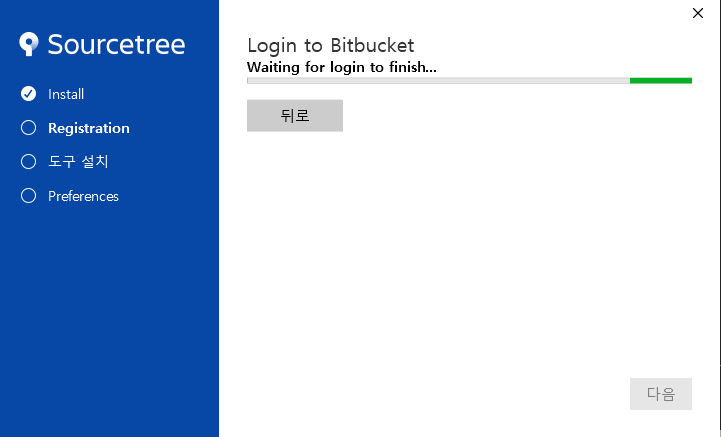 Sourcetree
Install
Registration
도구 설치
Preferences
Login to Bitbucket
Waiting for login to finish...
뒤로
다음